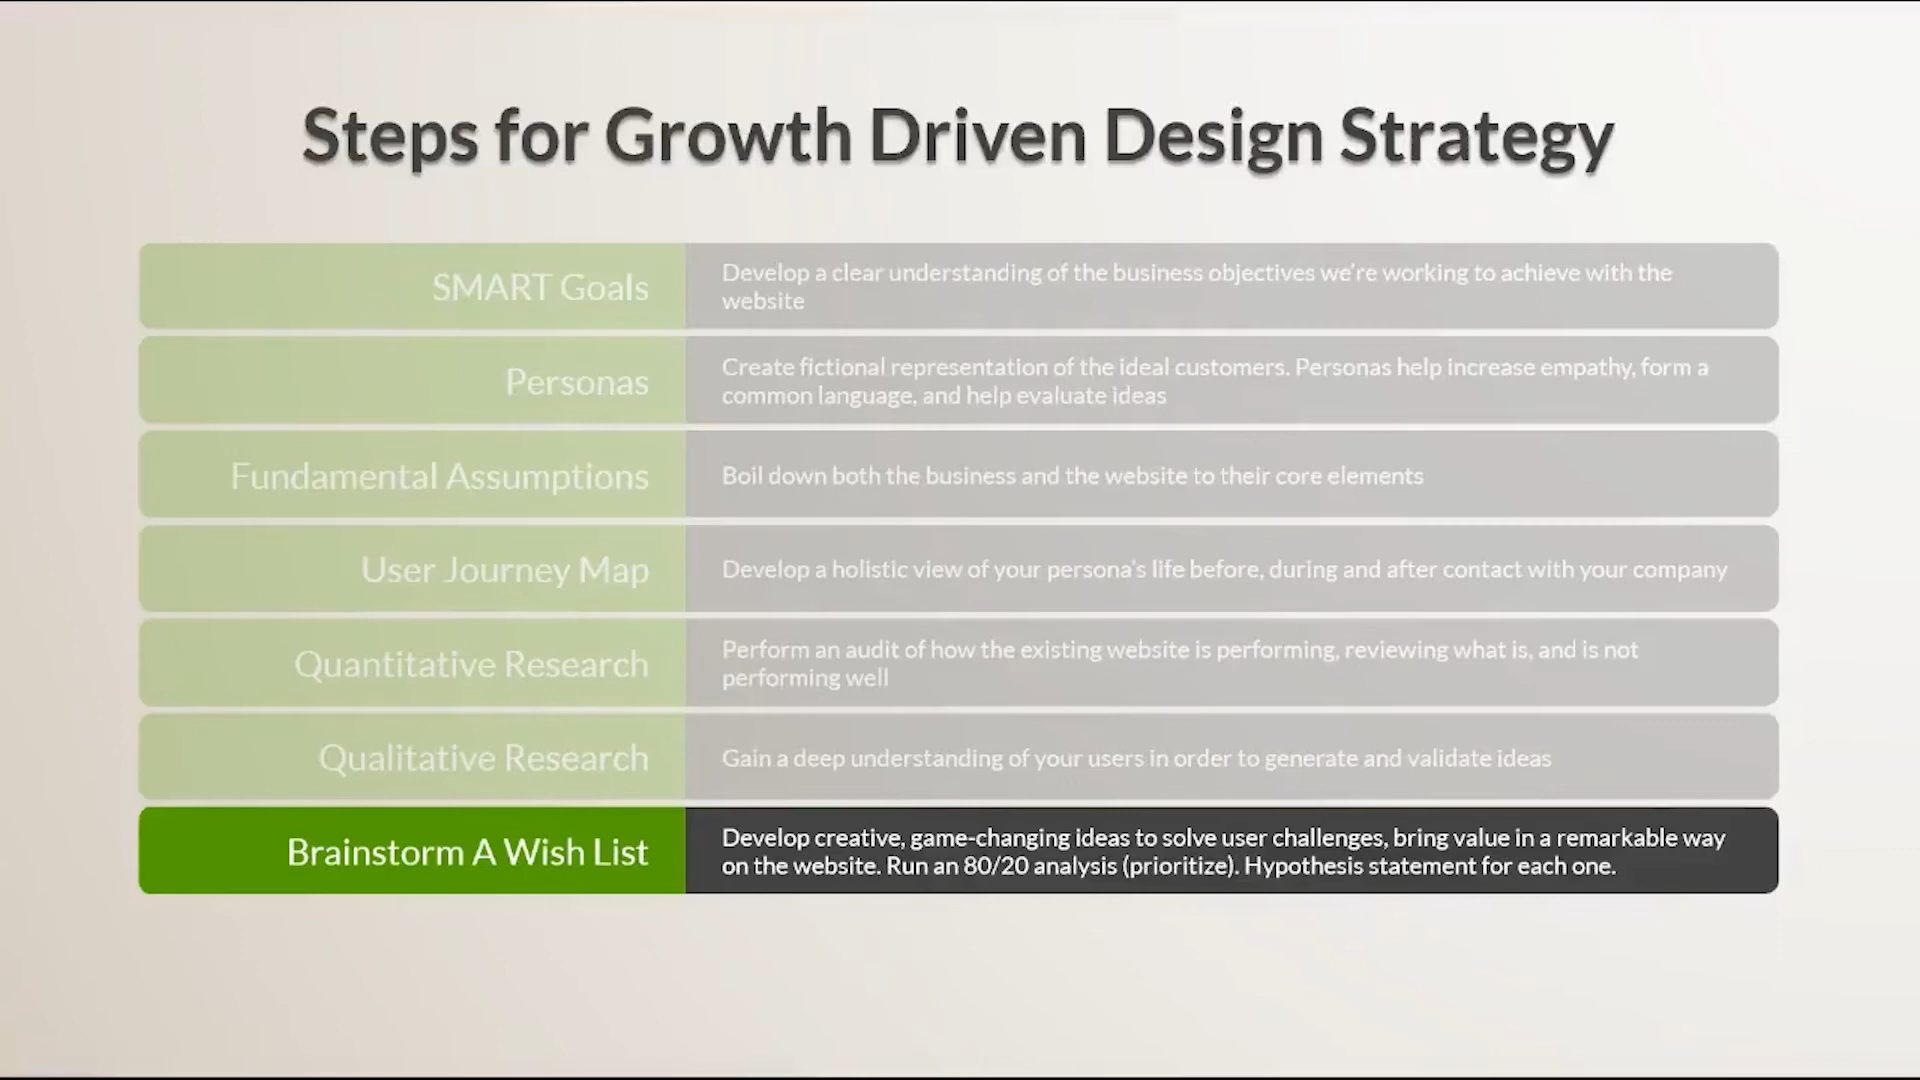 Steps for Growth Driven Design Strategy
SMART Goals
Develop a clear understanding of the business objectives we're working to achieve with the
website
Personas
Create fictional representation of the ideal customers. Personas help increase empathy, form a
common language, and help evaluate ideas
Fundamental Assumptions
Boil down both the business and the website to their core elements
User Journey Map
Develop a holistic view of your persona's life before, during and after contact with your company
Quantitative Research
Perform an audit of how the existing website is performing, reviewing what is, and is not
performing well
Qualitative Research
Gain a deep understanding of your users in order to generate and validate ideas
Brainstorm A Wish List
Develop creative, game-changing ideas to solve user challenges, bring value in a remarkable way
on the website. Run an 80/20 analysis (prioritize). Hypothesis statement for each one.